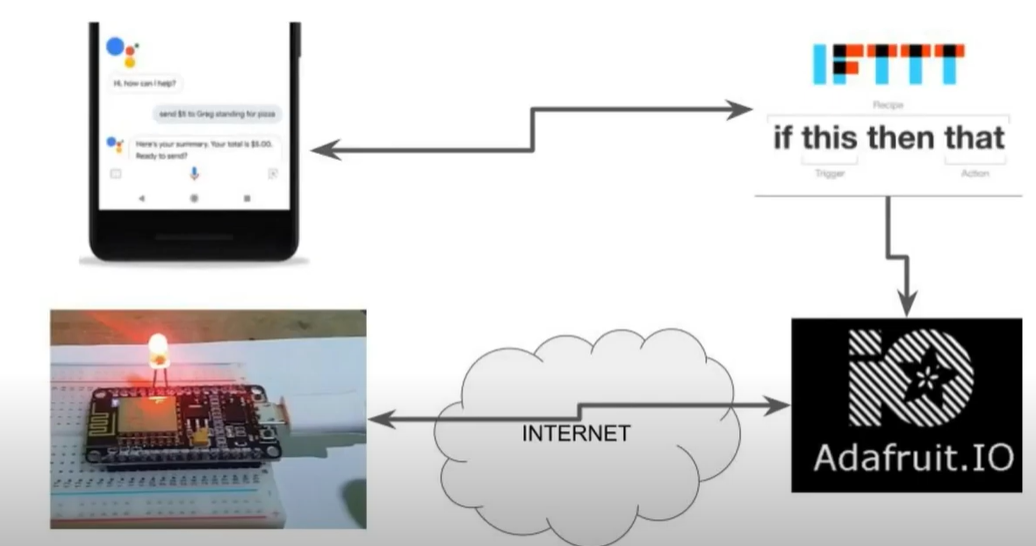 Hi, how can I help?
send $5 to Greg standing for pizza
Here's your summary. Your total is $5.00.
Ready to send?
IFTTT
Recipe
if this then that
Trigger
Action
INTERNET
iO
Adafruit.IO